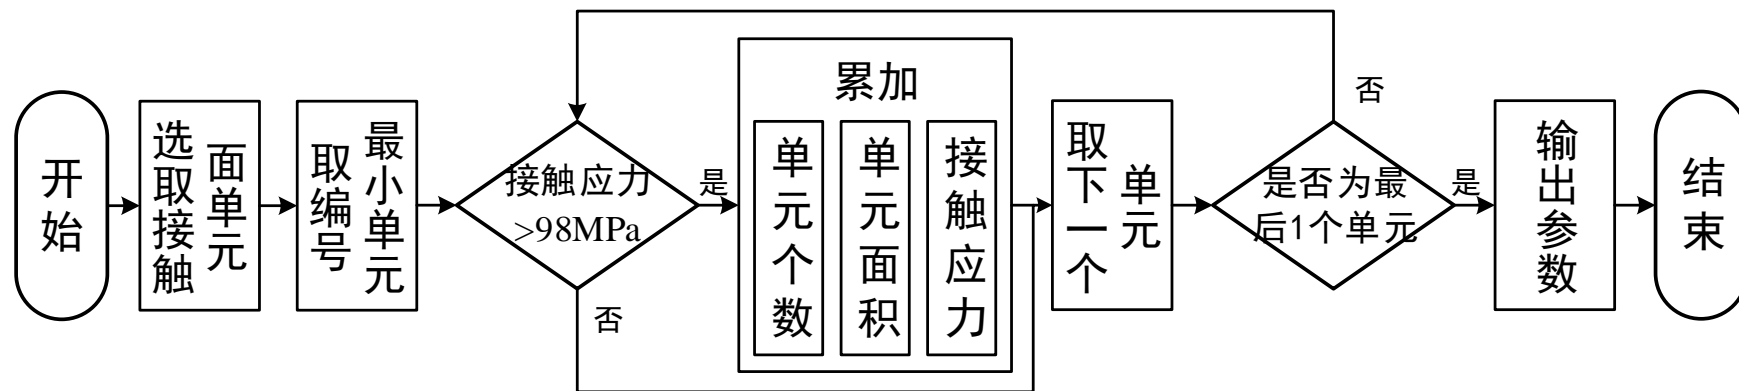 开始
选取接触
面单元
取编号
最小单元
接触应力
>98MPa
是
否
累加
单元个数
单元面积
接触应力
取下一个
单元
是否为最
后1个单元
否
是
输出参数
结束